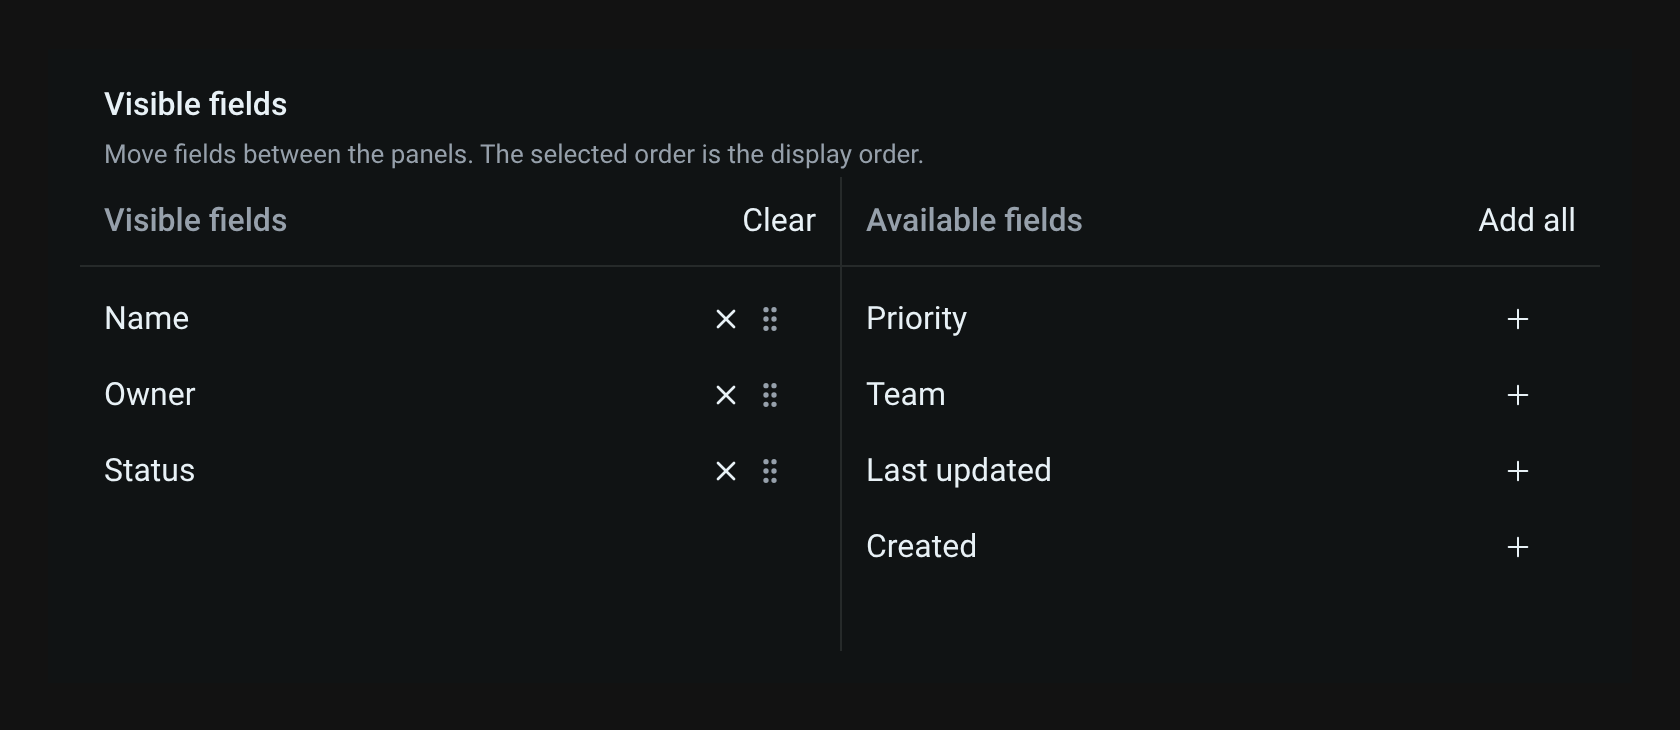 Visible fields
Move fields between the panels. The selected order is the display order.
Visible fields
Clear
Available fields
Add all
Name
Owner
Status
Priority
Team
Last updated
Created